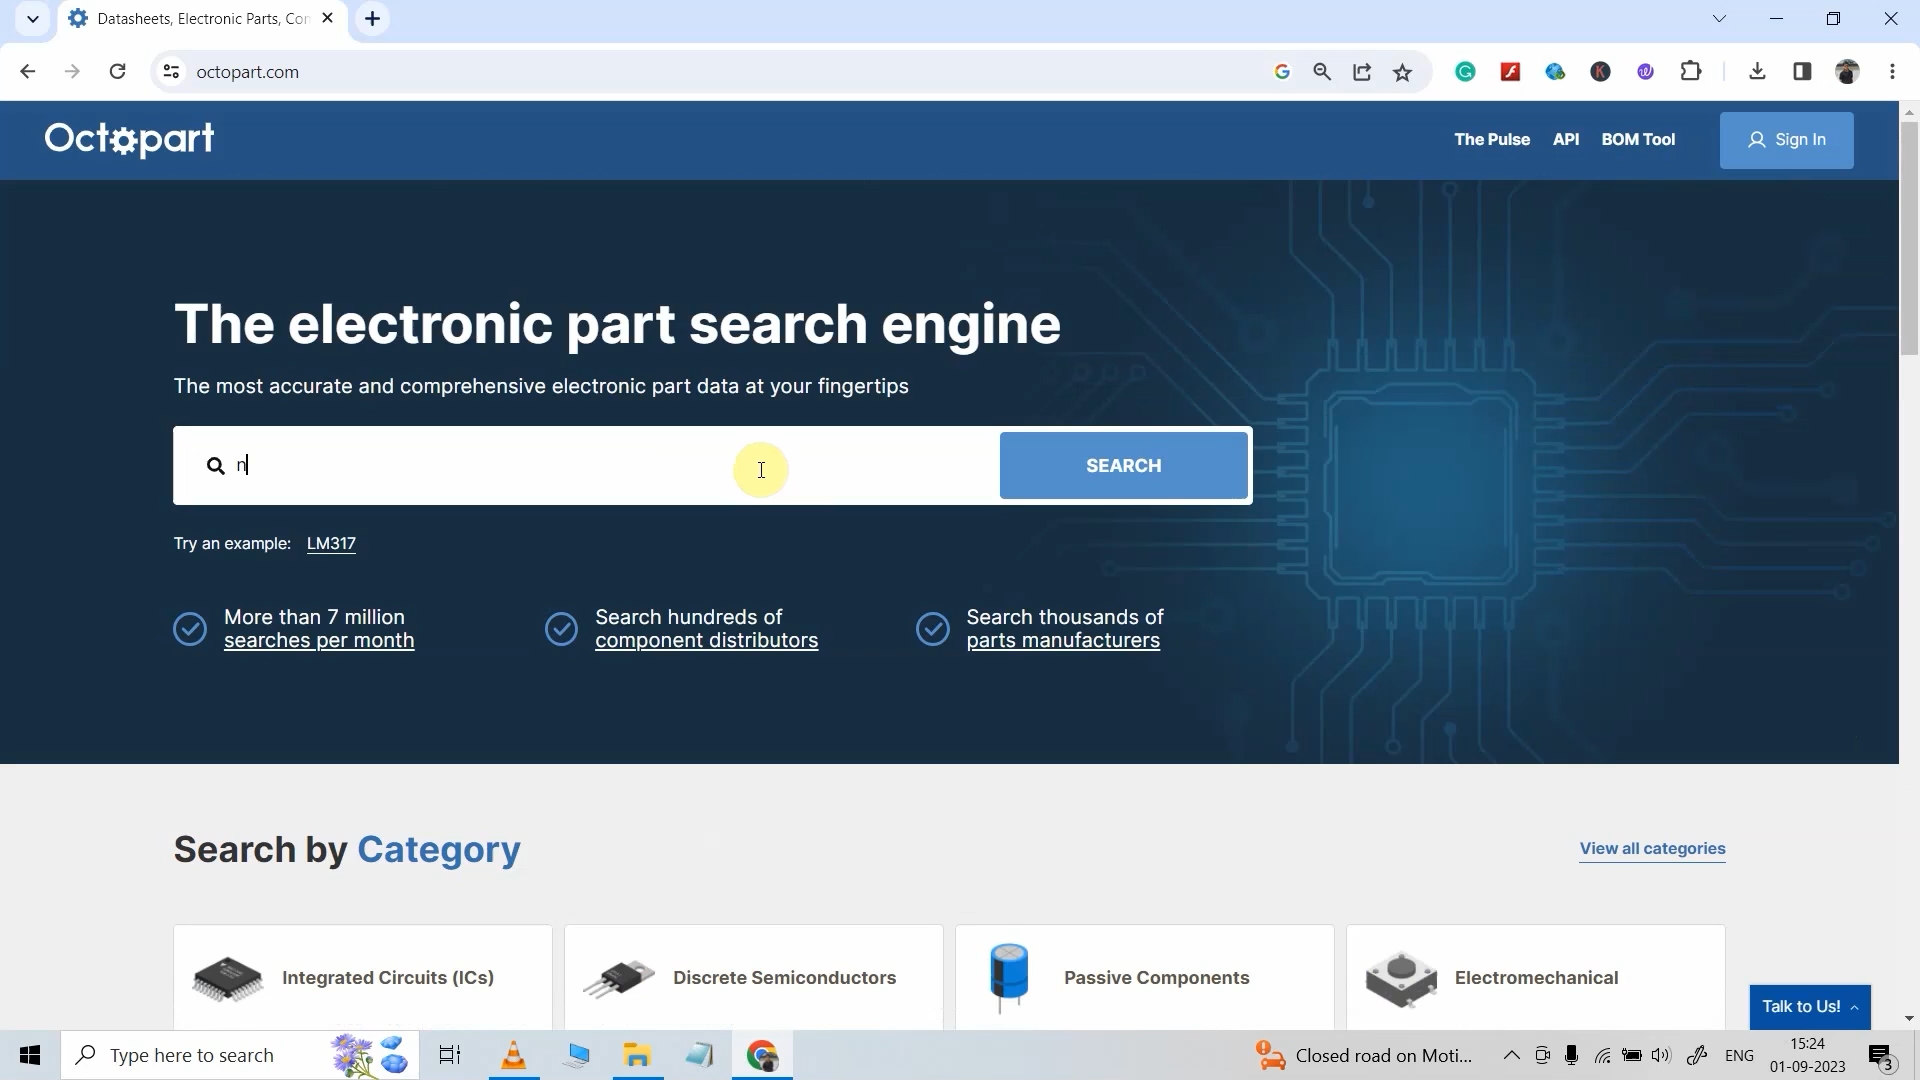 Datasheets, Electronic Parts, Con
octopart.com
Octopart
The Pulse
API
BOM Tool
Sign In
The electronic part search engine
The most accurate and comprehensive electronic part data at your fingertips
n
SEARCH
Try an example: LM317
More than 7 million
searches per month
Search hundreds of
component distributors
Search thousands of
parts manufacturers
Search by Category
View all categories
Integrated Circuits (ICs)
Discrete Semiconductors
Passive Components
Electromechanical
Talk to Us!
Type here to search
Closed road on Moti...
ENG
15:24
01-09-2023
3